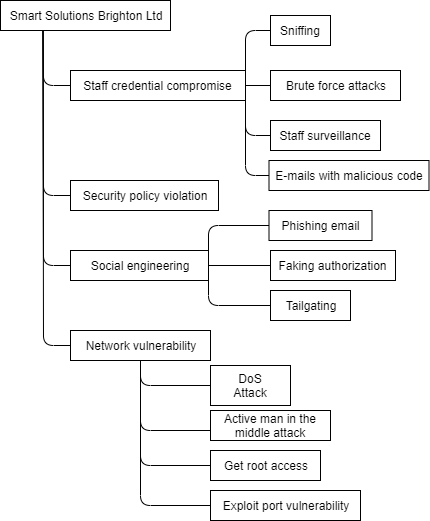 Smart Solutions Brighton Ltd
Sniffing
Staff credential compromise
Brute force attacks
Staff surveillance
E-mails with malicious code
Security policy violation
Phishing email
Social engineering
Faking authorization
Tailgating
Network vulnerability
DoS
Attack
Active man in the
middle attack
Get root access
Exploit port vulnerability